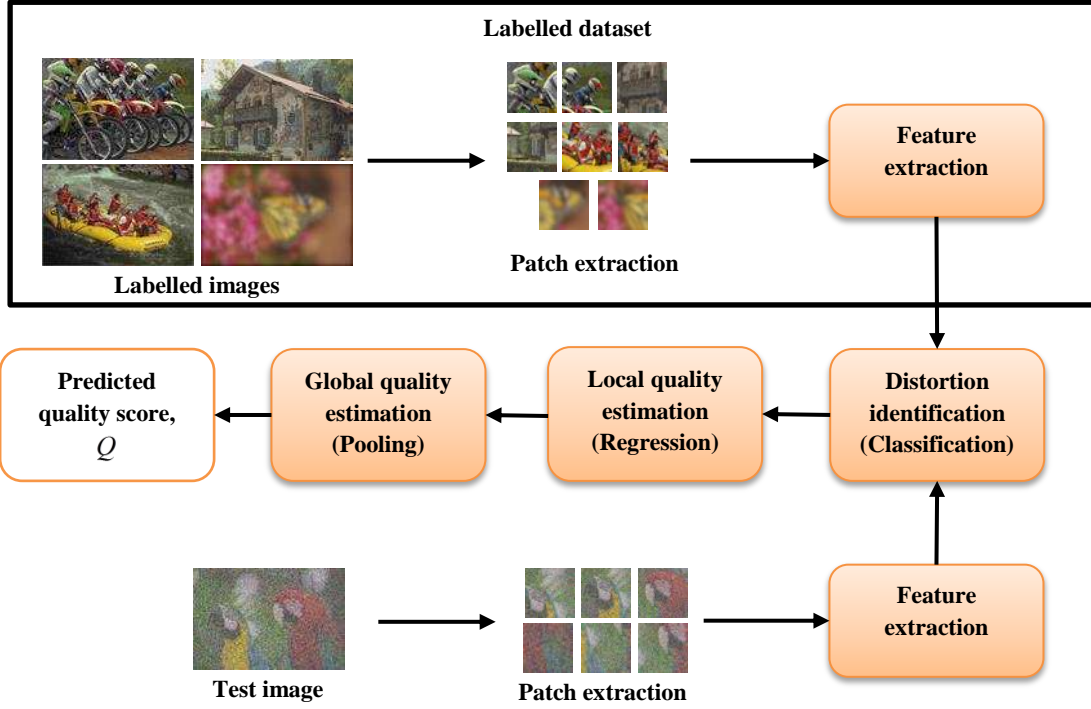 Labelled dataset
Labelled images
Patch extraction
Feature
extraction
Predicted
quality score,
Q
Global quality
estimation
(Pooling)
Local quality
estimation
(Regression)
Distortion
identification
(Classification)
Test image
Patch extraction
Feature
extraction